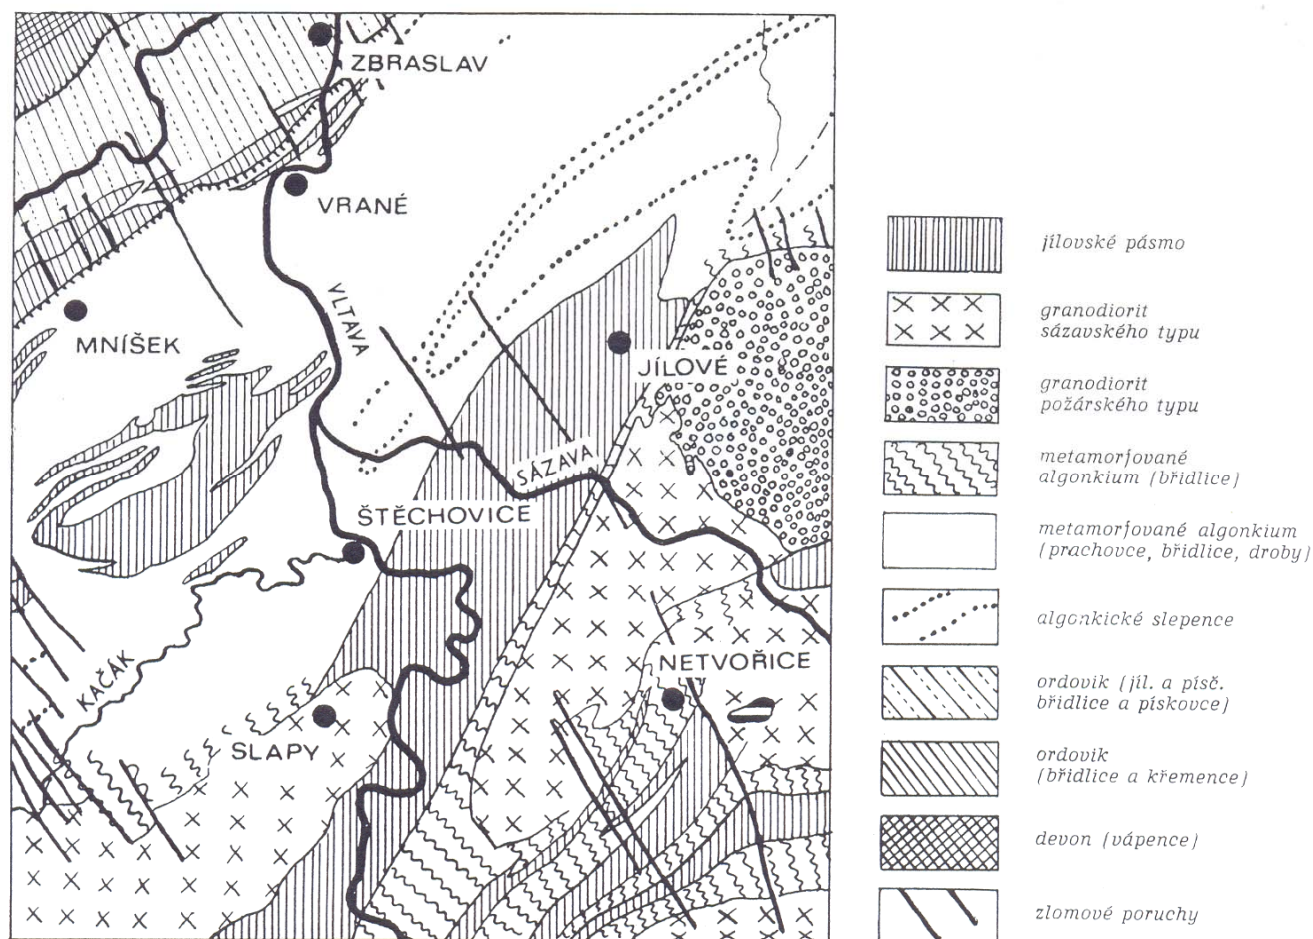 ZBRASLAV
VRANÉ
VLTAVA
MNÍŠEK
JÍLOVÉ
SÁZAVA
ŠTĚCHOVICE
KAČÁK
NETVOŘICE
SLAPY
jílovské pásmo
granodiorit
sázavského typu
granodiorit
požárského typu
metamorfované
algonkium (břidlice)
metamorfované algonkium
(prachovce, břidlice, droby)
algonkické slepence
ordovik (jíl. a písč.
břidlice a pískovce)
ordovik
(břidlice a křemence)
devon (vápence)
zlomové poruchy